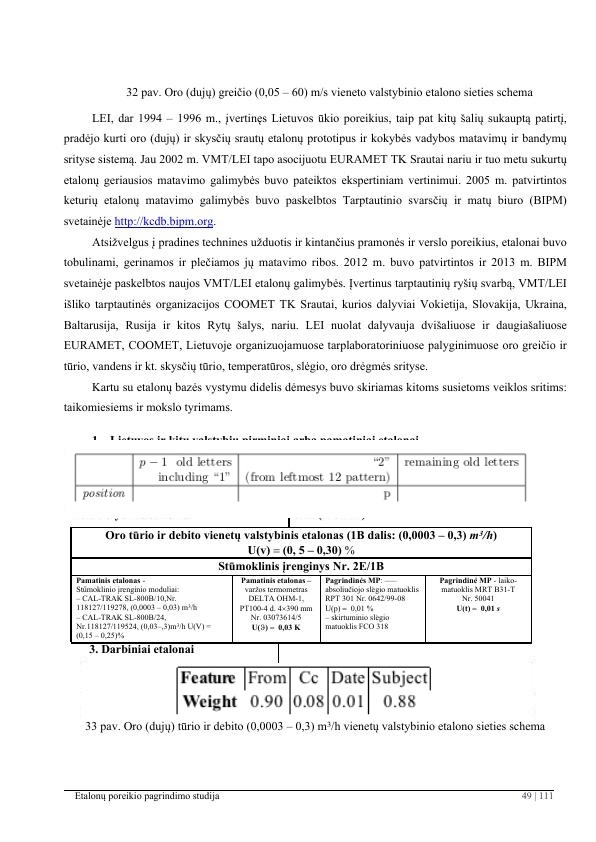 32 pav. Oro (dujų) greičio (0,05 – 60) m/s vieneto valstybinio etalono sieties schema
LEI, dar 1994 – 1996 m., įvertinęs Lietuvos ūkio poreikius, taip pat kitų šalių sukauptą patirtį,
pradėjo kurti oro (dujų) ir skysčių srautų etalonų prototipus ir kokybės vadybos matavimų ir bandymų
srityse sistemą. Jau 2002 m. VMT/LEI tapo asocijuotu EURAMET TK Srautai nariu ir tuo metu sukurtų
etalonų geriausios matavimo galimybės buvo pateiktos ekspertiniam vertinimui. 2005 m. patvirtintos
keturių etalonų matavimo galimybės buvo paskelbtos Tarptautinio svarsčių ir matų biuro (BIPM)
svetainėje http://kcdb.bipm.org.
Atsižvelgus į pradines technines užduotis ir kintančius pramonės ir verslo poreikius, etalonai buvo
tobulinami, gerinamos ir plečiamos jų matavimo ribos. 2012 m. buvo patvirtintos ir 2013 m. BIPM
svetainėje paskelbtos naujos VMT/LEI etalonų galimybės. Įvertinus tarptautinių ryšių svarbą, VMT/LEI
išliko tarptautinės organizacijos COOMET TK Srautai, kurios dalyviai Vokietija, Slovakija, Ukraina,
Baltarusija, Rusija ir kitos Rytų šalys, nariu. LEI nuolat dalyvauja dvišaliuose ir daugiašaliuose
EURAMET, COOMET, Lietuvoje organizuojamuose tarplaboratoriniuose palyginimuose oro greičio ir
tūrio, vandens ir kt. skysčių tūrio, temperatūros, slėgio, oro drėgmės srityse.
Kartu su etalonų bazės vystymu didelis dėmesys buvo skiriamas kitoms susietoms veiklos sritims:
taikomiesiems ir mokslo tyrimams.
1. Lietuvos ir kitų valstybių pirminiai arba pamatiniai etalonai
p − 1 old letters “2” remaining old letters
including “1” (from leftmost 12 pattern)
position p
Oro tūrio ir debito vienetų valstybinis etalonas (1B dalis: (0,0003 – 0,3) m³/h)
U(v) = (0, 5 – 0,30) %
Stūmoklinis įrenginys Nr. 2E/1B
Pamatinis etalonas -
Stūmoklinio įrenginio moduliai:
– CAL-TRAK SL-800B/10,Nr.
118127/119278, (0,0003 – 0,03) m³/h
– CAL-TRAK SL-800B/24,
Nr.118127/119524, (0,03–,3)m³/h U(V) =
(0,15 – 0,25)%
Pamatinis etalonas –
varžos termometras
DELTA OHM-1,
PT100-4 d. 4×390 mm
Nr. 03073614/5
U(ϑ) = 0,03 K
Pagrindinės MP: –—
absoliučiojo slėgio matuoklis
RPT 301 Nr. 0642/99-08
U(p) = 0,01 %
– skirtuminio slėgio
matuoklis FCO 318
Pagrindinė MP - laiko-
matuoklis MRT B31-T
Nr. 50041
U(t) = 0,01 s
3. Darbiniai etalonai
Feature From Cc Date Subject
Weight 0.90 0.08 0.01 0.88
33 pav. Oro (dujų) tūrio ir debito (0,0003 – 0,3) m³/h vienetų valstybinio etalono sieties schema
Etalonų poreikio pagrindimo studija 49 | 111